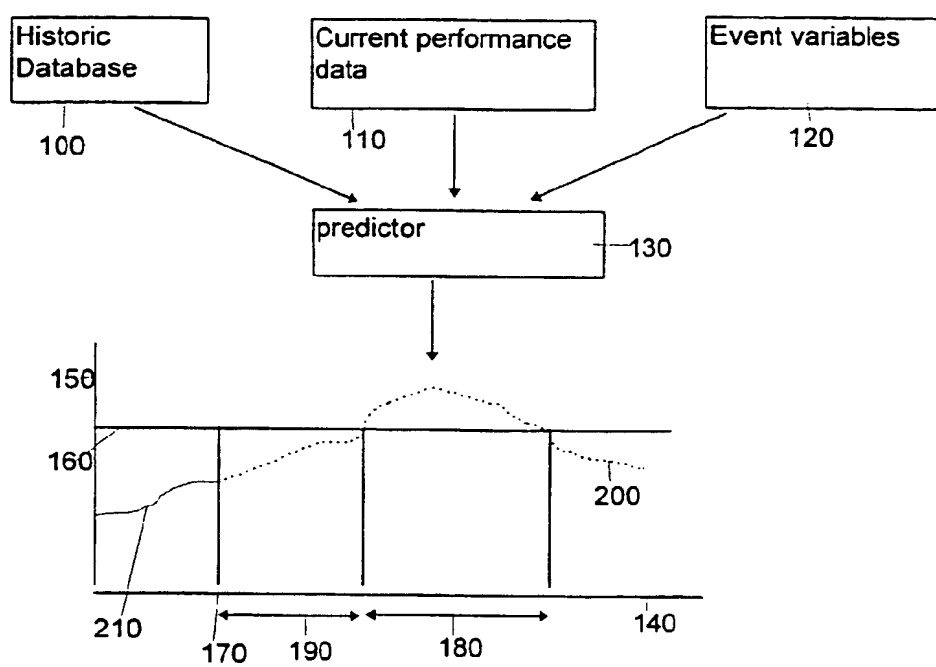 Historic
Database
Current performance
data
Event variables
100
110
120
predictor
130
150
160
200
210
170
190
180
140